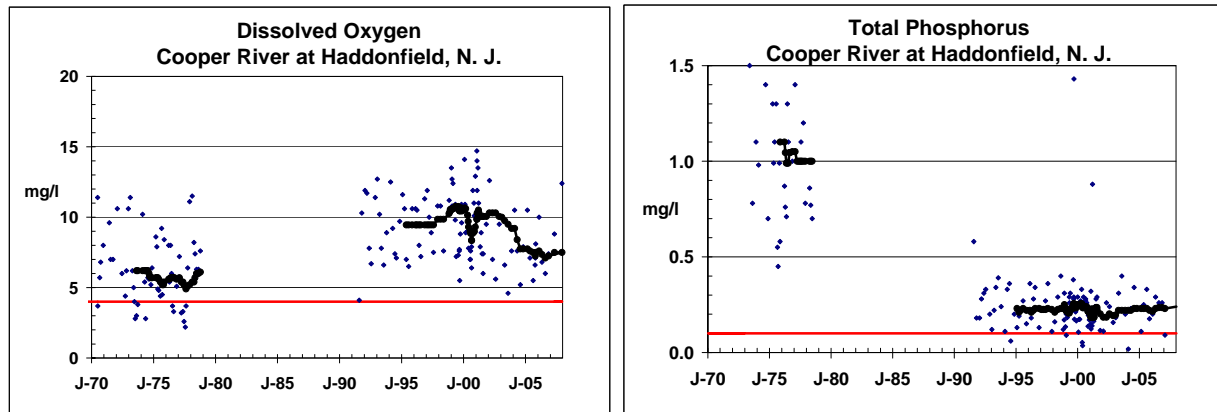 Dissolved Oxygen
Cooper River at Haddonfield, N. J.
20
15
mg/l
10
5
0
J-70 J-75 J-80 J-85 J-90 J-95 J-00 J-05
Total Phosphorus
Cooper River at Haddonfield, N. J.
1.5
1.0
mg/l
0.5
0.0
J-70 J-75 J-80 J-85 J-90 J-95 J-00 J-05